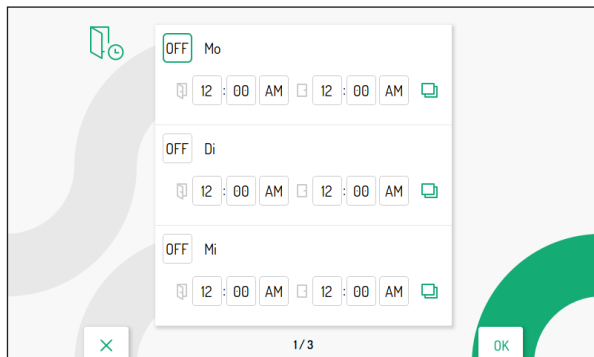 OFF Mo
12 : 00 AM 12 : 00 AM
OFF Di
12 : 00 AM 12 : 00 AM
OFF Mi
12 : 00 AM 12 : 00 AM
1 / 3 OK